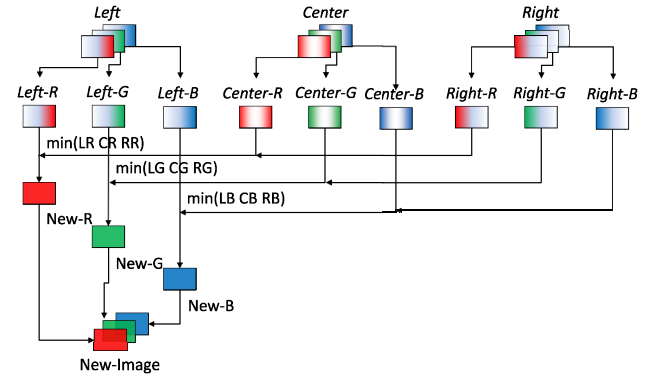 Left Center Right
Left-R Left-G Left-B Center-R Center-G Center-B Right-R Right-G Right-B
min(LR CR RR)
min(LG CG RG)
min(LB CB RB)
New-R
New-G
New-B
New-Image